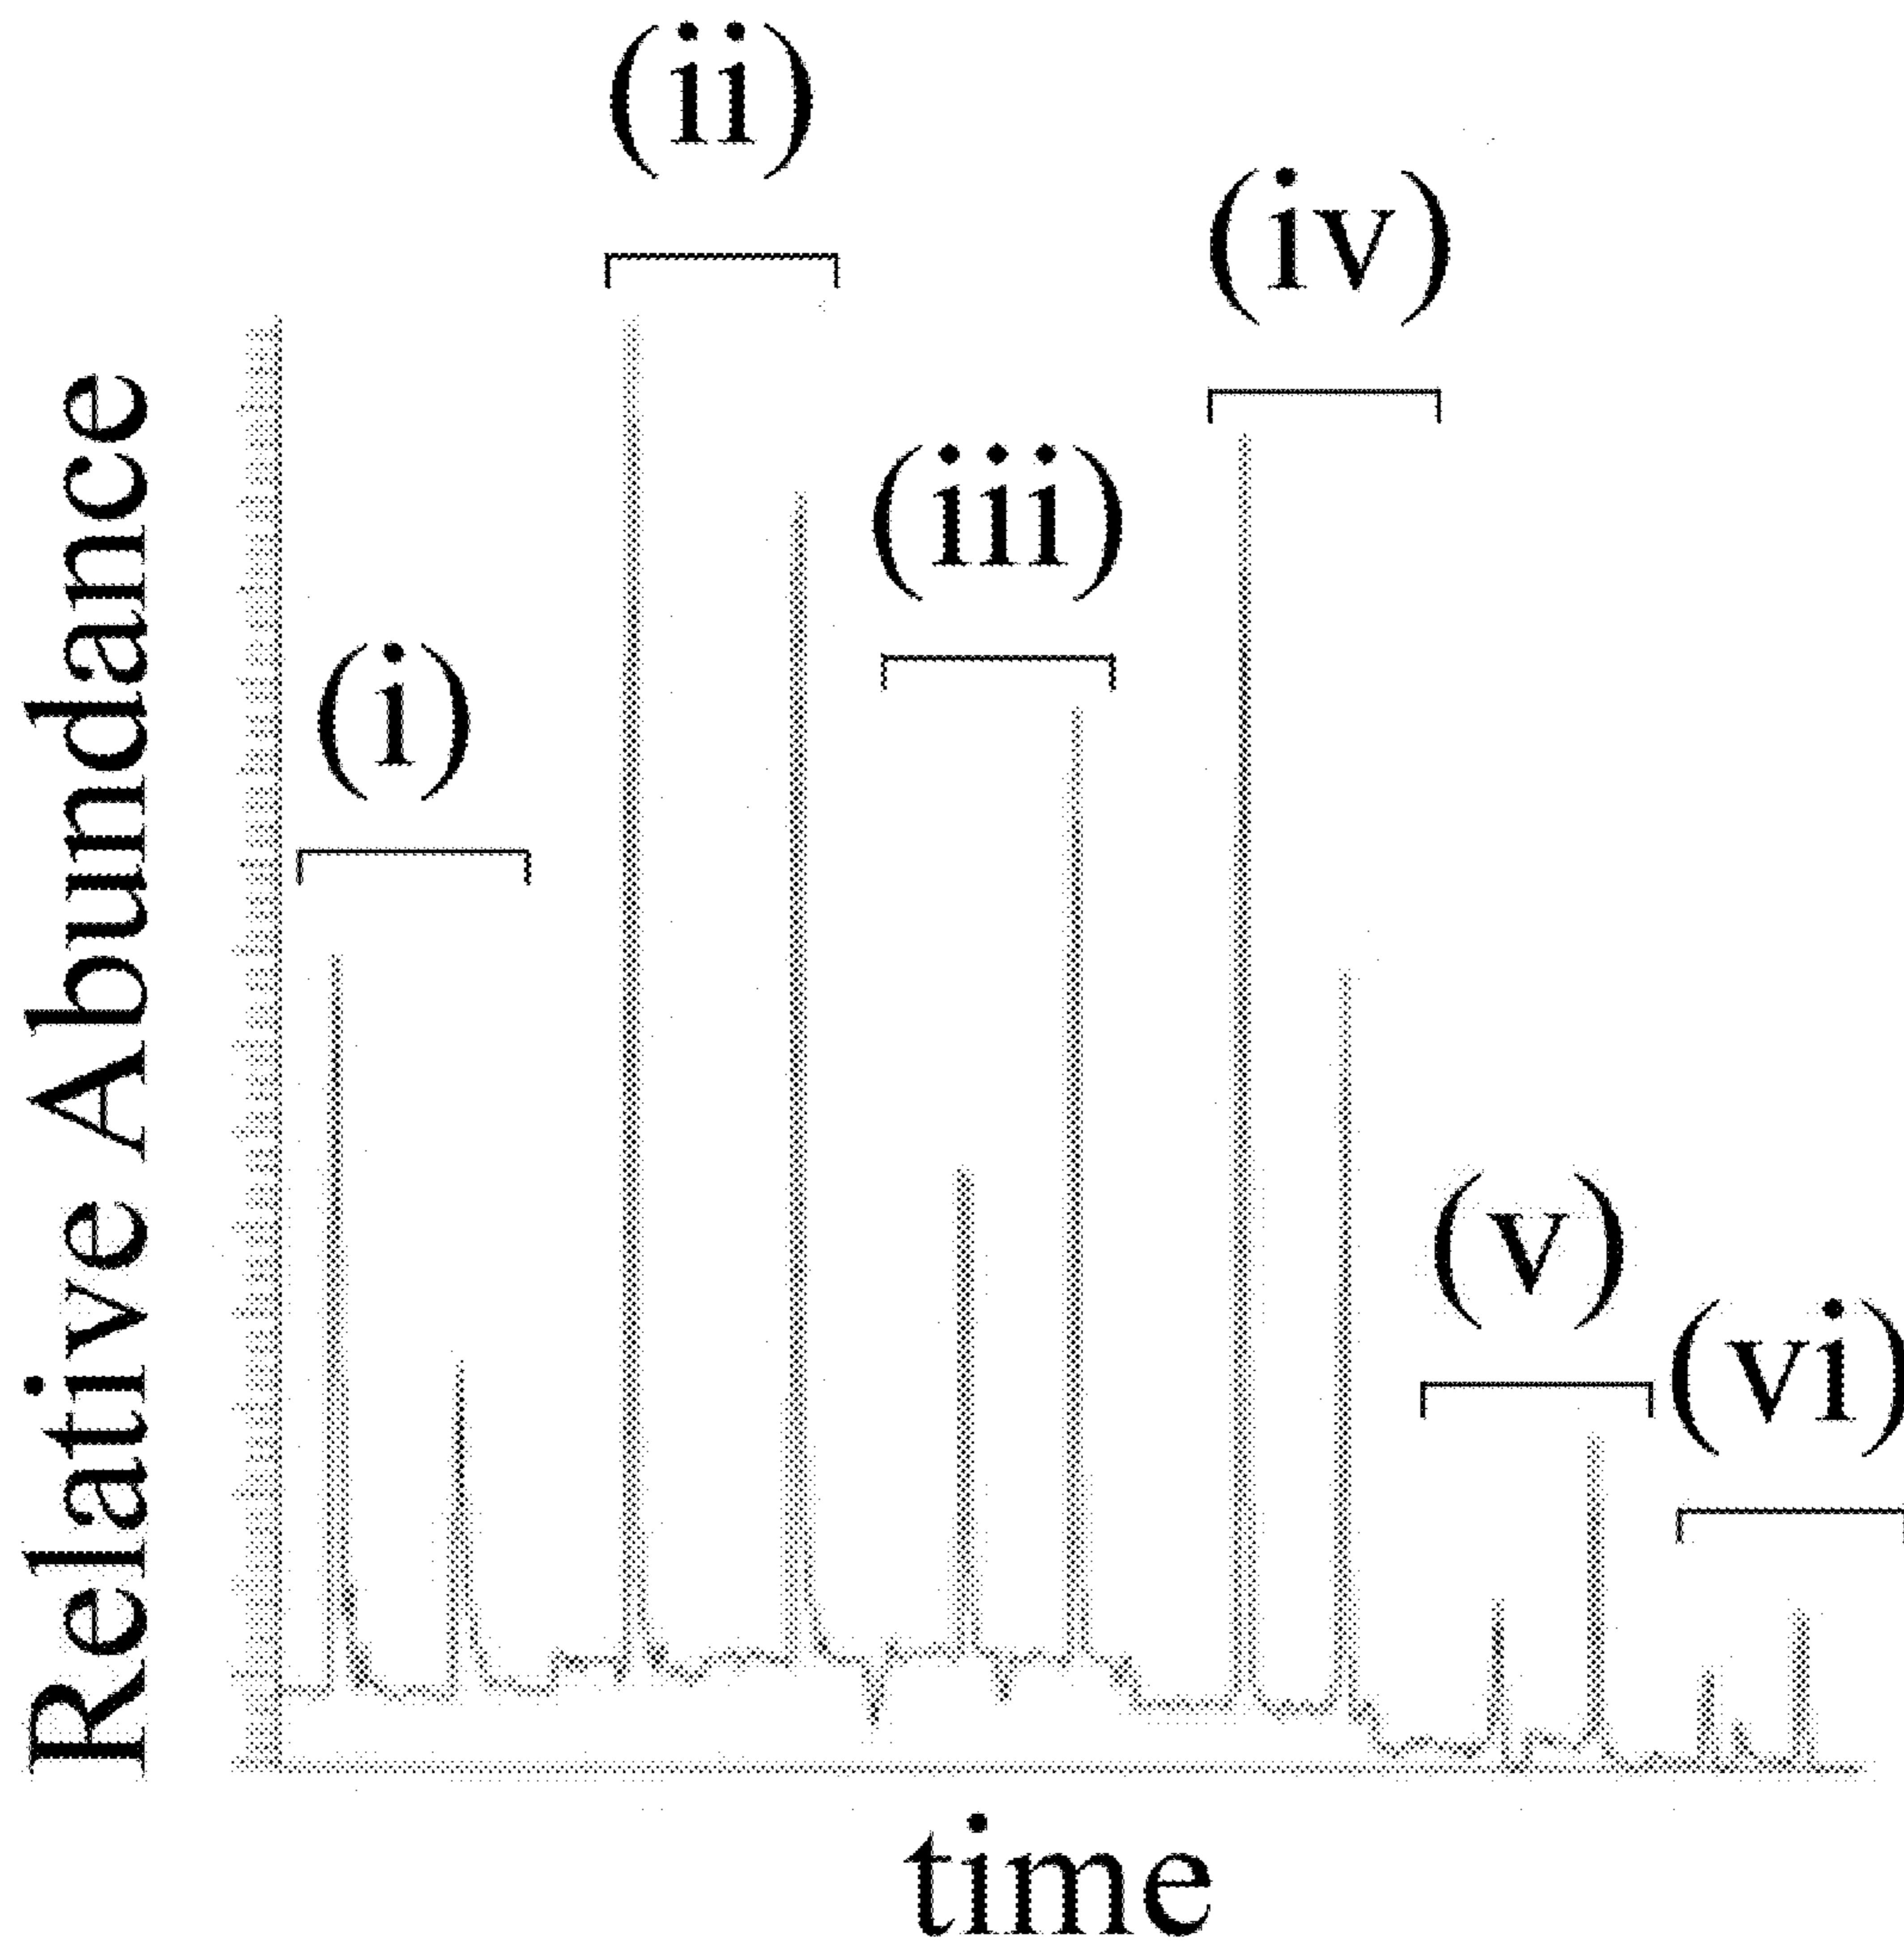 (ii)
(iv)
(iii)
(i)
(v)
(vi)
Relative Abundance
time